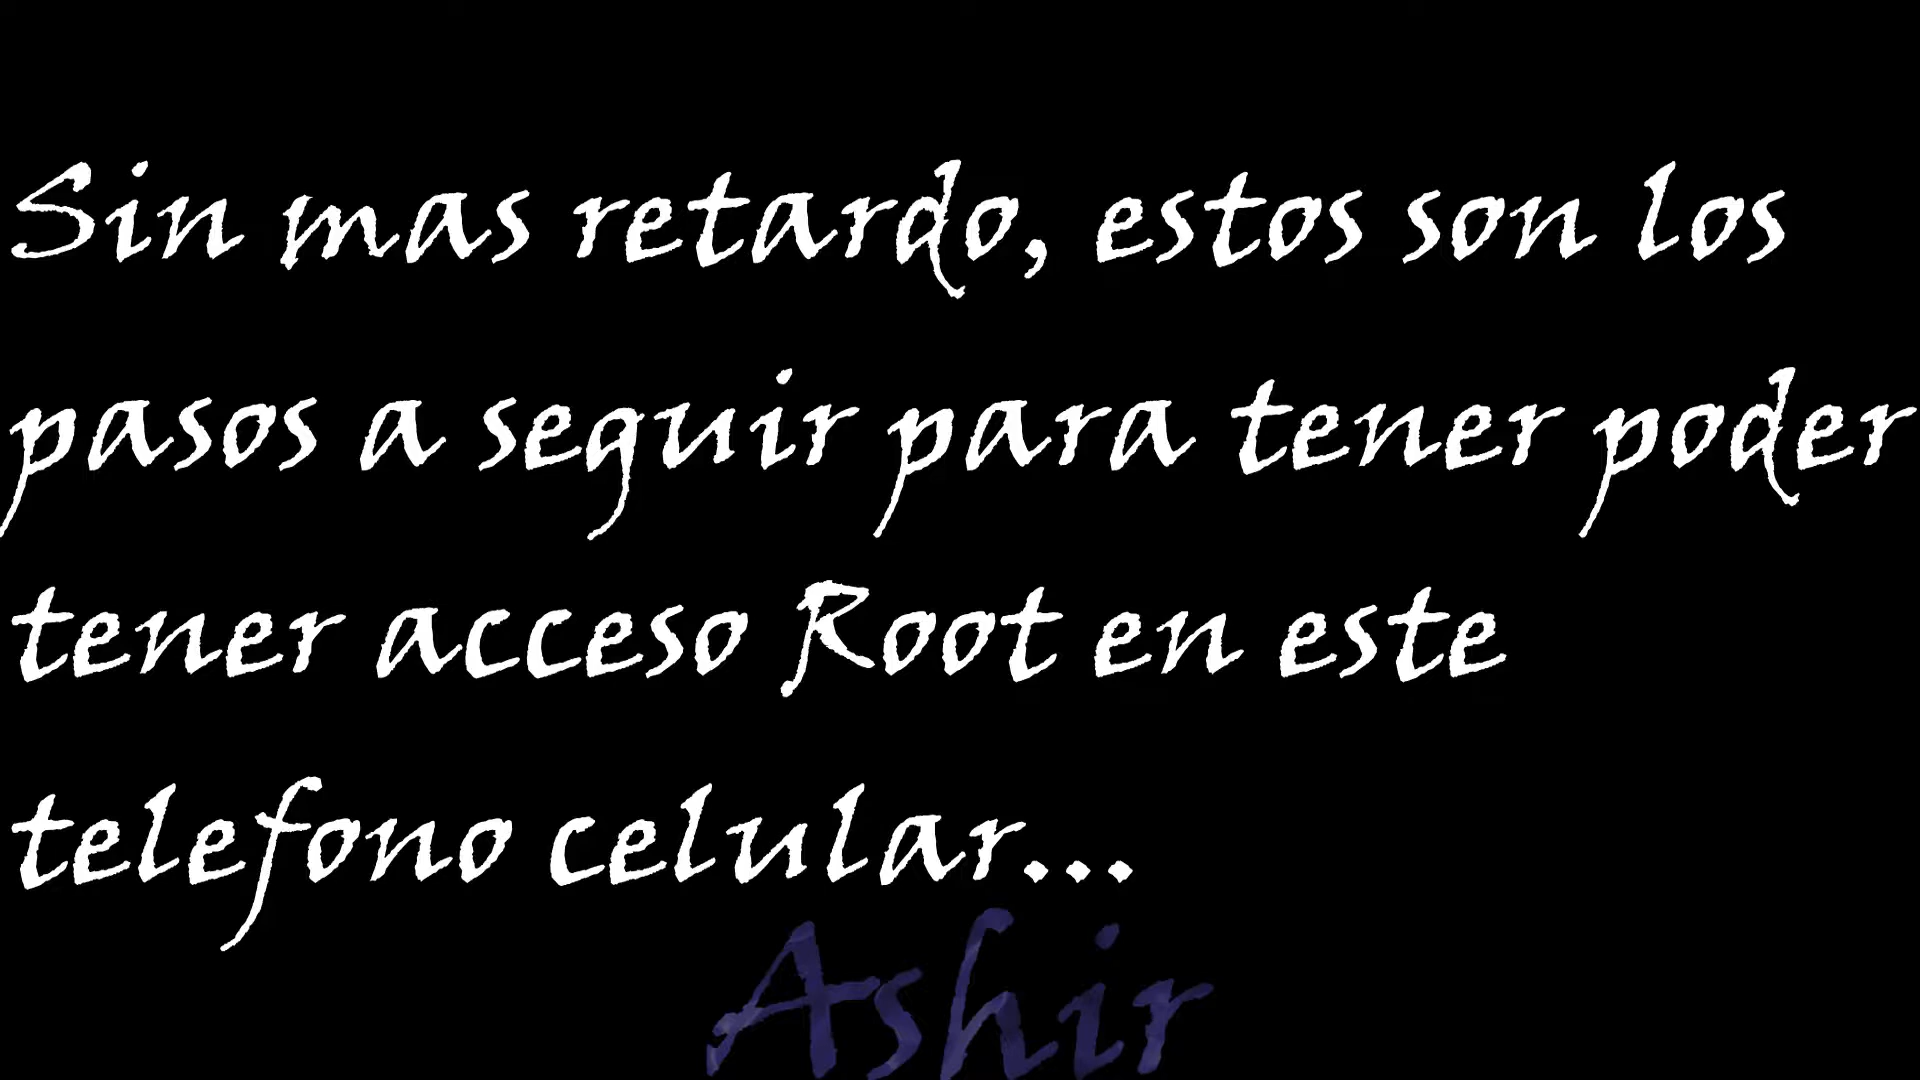 Sin mas retardo, estos son los
pasos a seguir para tener poder
tener acceso Root en este
telefono celular...
Ashir